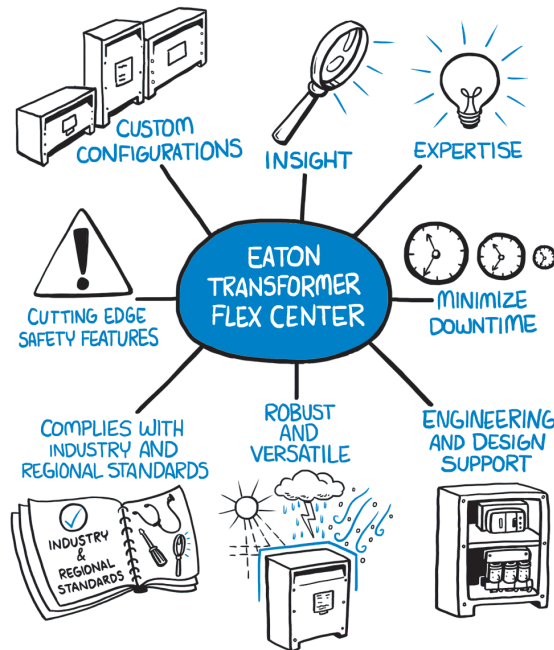 CUSTOM
CONFIGURATIONS
INSIGHT
EXPERTISE
EATON
TRANSFORMER
FLEX CENTER
CUTTING EDGE
SAFETY FEATURES
MINIMIZE
DOWNTIME
COMPLIES WITH
INDUSTRY AND
REGIONAL STANDARDS
ROBUST
AND
VERSATILE
ENGINEERING
AND DESIGN
SUPPORT
INDUSTRY
&
REGIONAL
STANDARDS